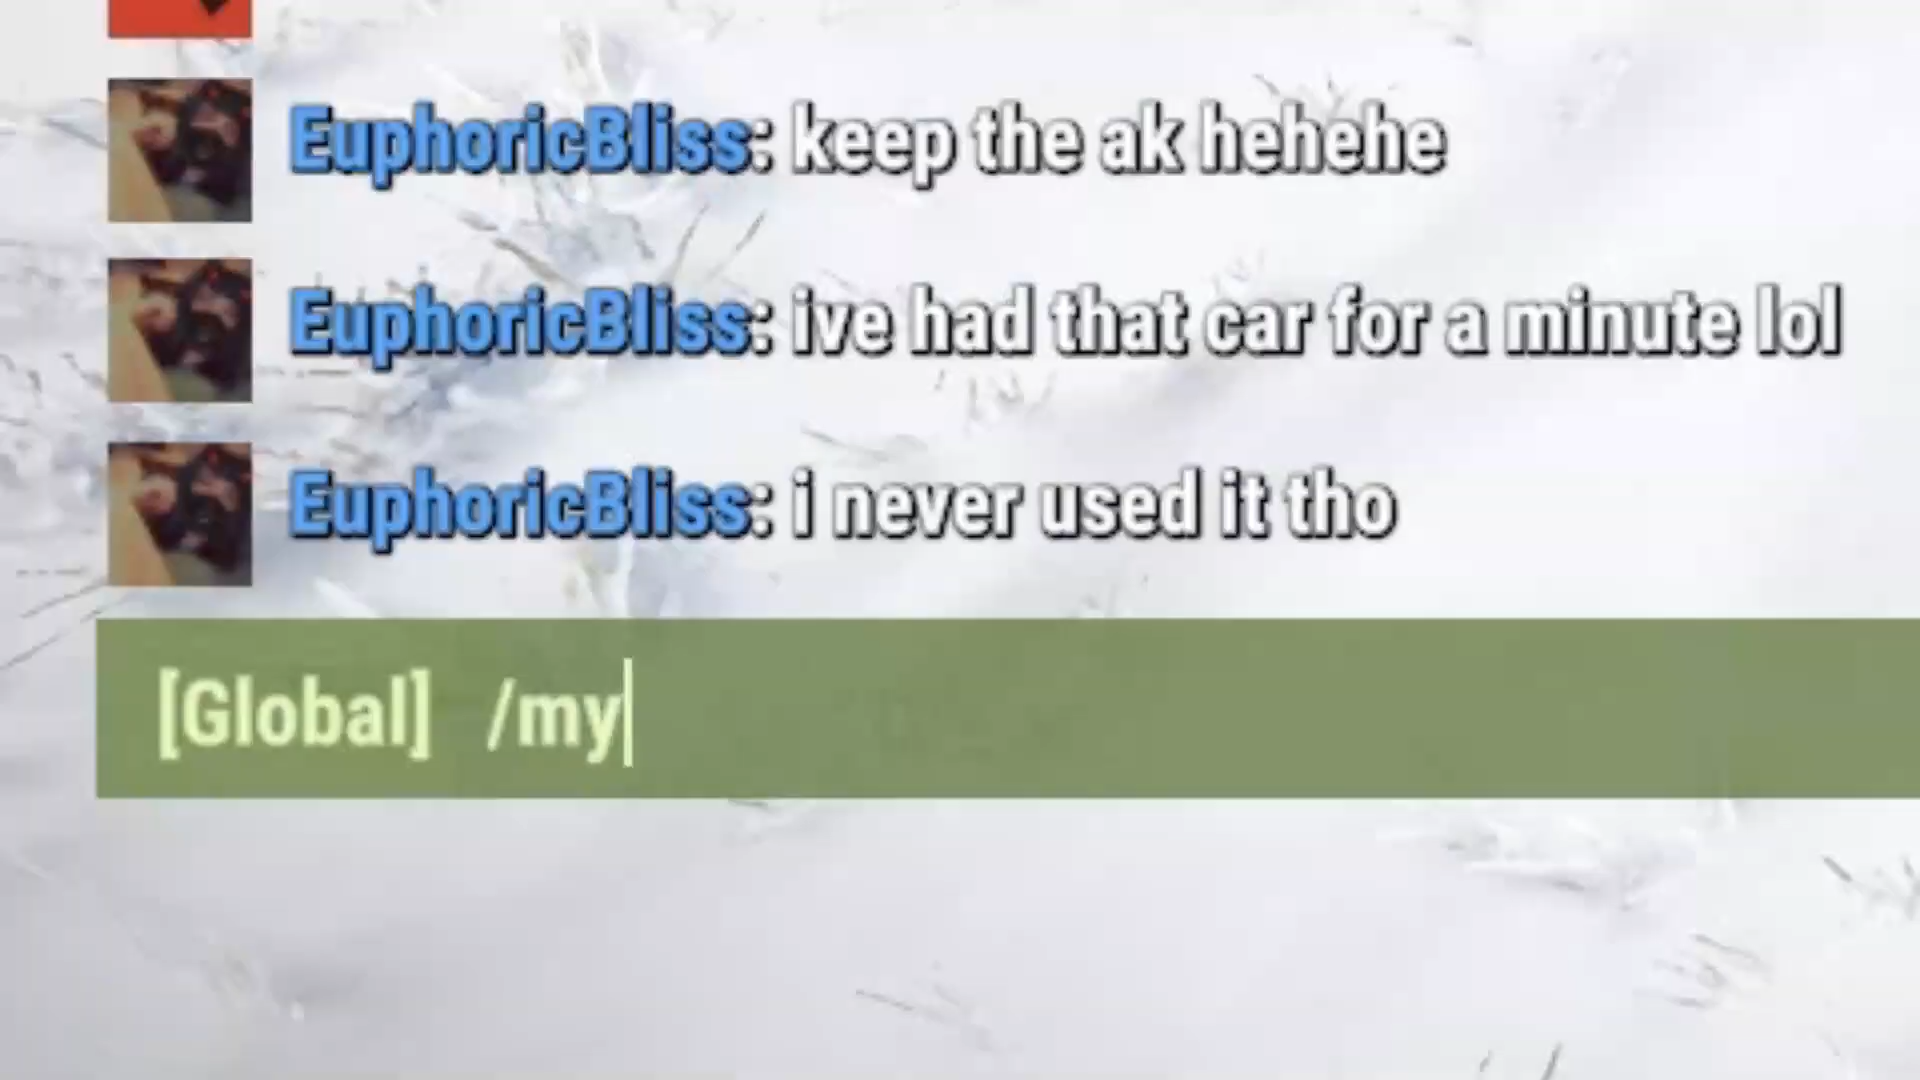 EuphoricBliss: keep the ak hehehe
EuphoricBliss: ive had that car for a minute lol
EuphoricBliss: i never used it tho
[Global] /my